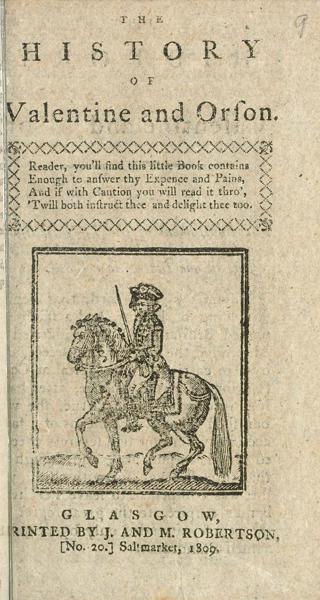 9
THE
HISTORY
OF
Valentine and Orſon.
Reader, you'll find this little Book contains
Enough to anſwer thy Expence and Pains,
And if with Caution you will read it thro',
'Twill both inſtruct thee and delight thee too.
GLASGOW,
RINTED BY J. AND M. ROBERTSON,
[No. 20.] Saltmarket, 1809.